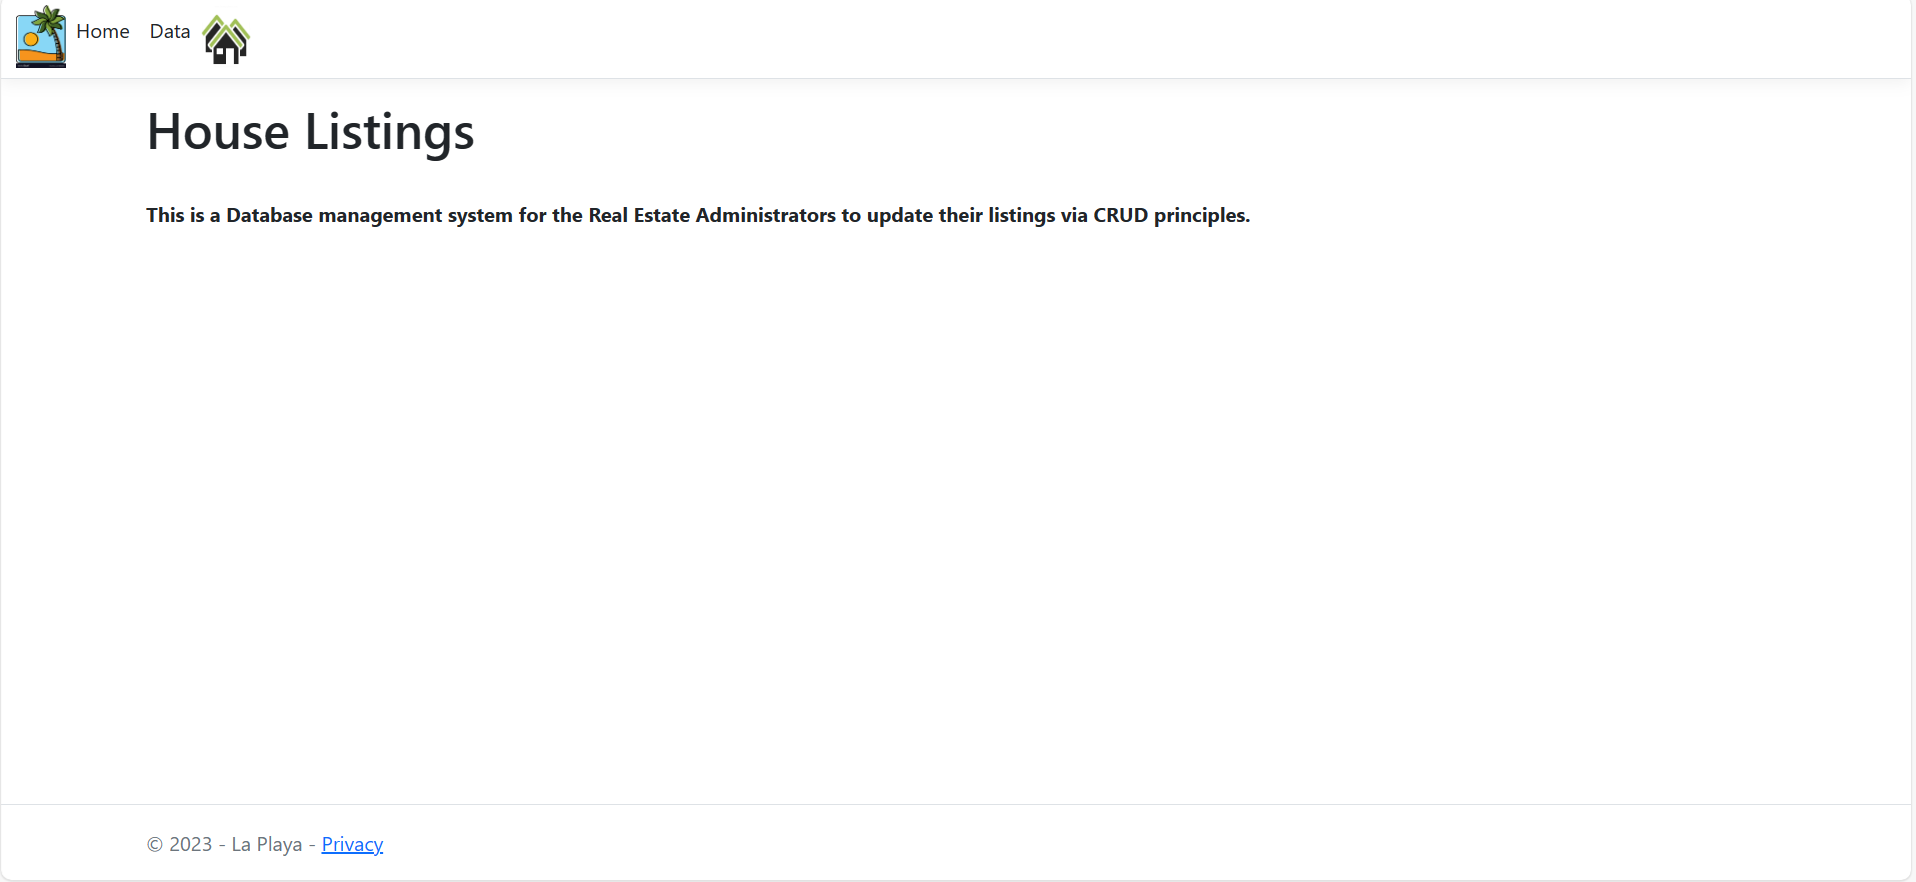 Home Data
House Listings
This is a Database management system for the Real Estate Administrators to update their listings via CRUD principles.
© 2023 - La Playa - Privacy